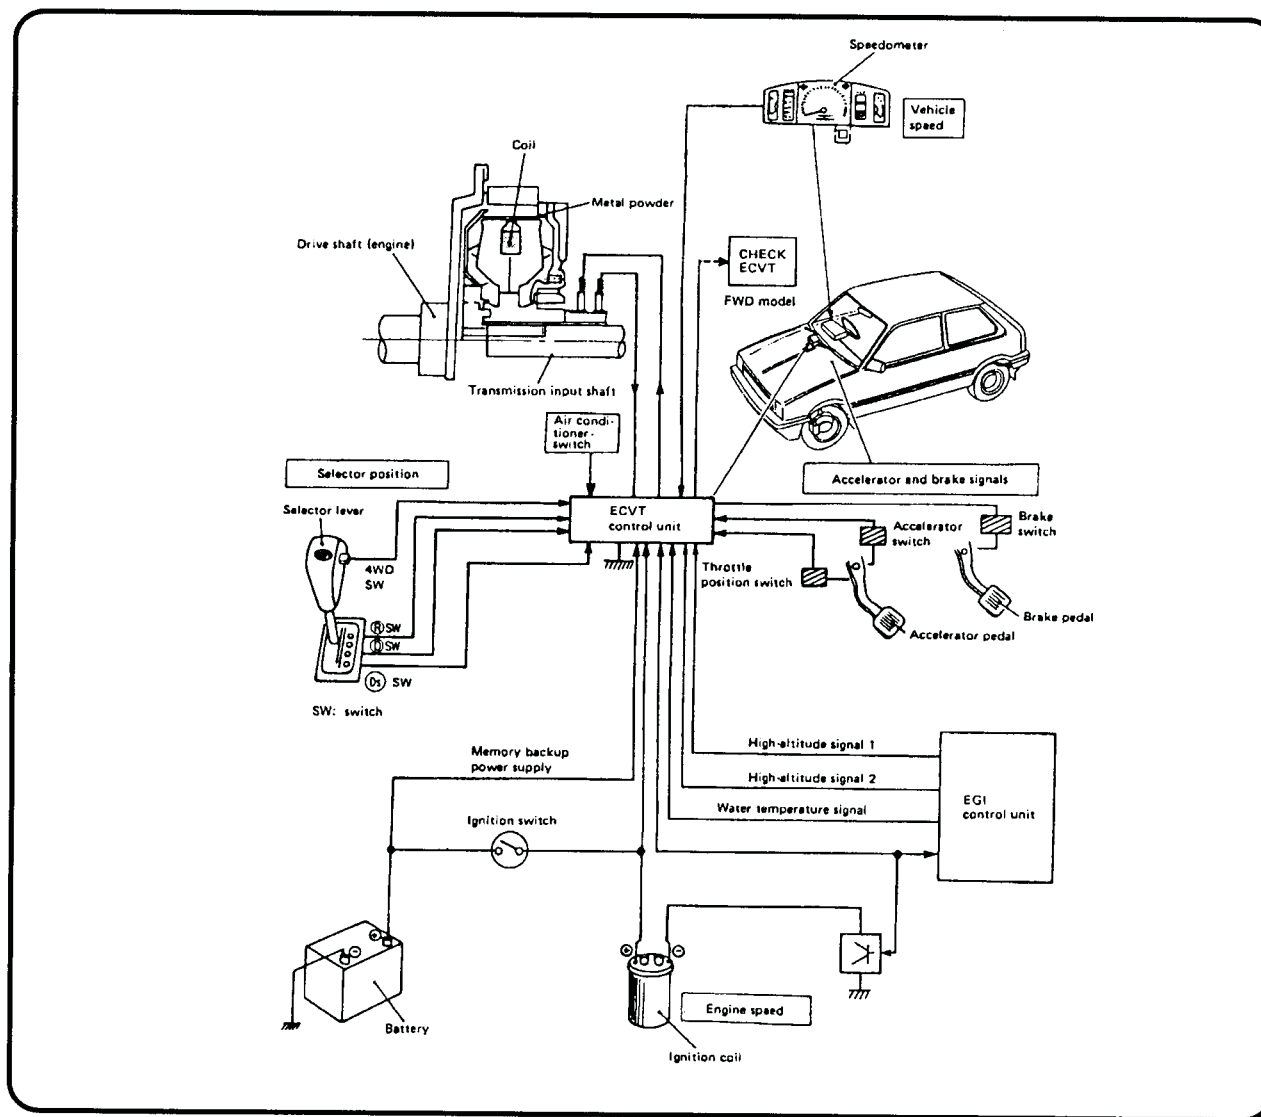 Speedometer
Vehicle
speed
Coil
Metal powder
Drive shaft (engine)
CHECK
ECVT
FWD model
Transmission input shaft
Air condi-
tioner-
switch
Selector position
Accelerator and brake signals
Selector lever
ECVT
control unit
Accelerator
switch
Brake
switch
4WD
SW
Throttle
position switch
Brake pedal
Accelerator pedal
R SW
D SW
Ds SW
SW: switch
Memory backup
power supply
High-altitude signal 1
High-altitude signal 2
Water temperature signal
EGI
control unit
Ignition switch
+
-
+
-
Battery
Engine speed
Ignition coil